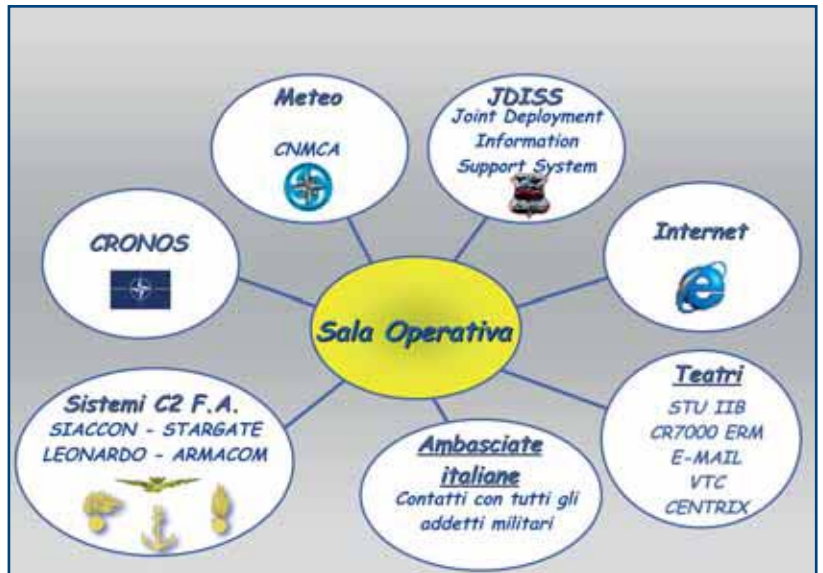 Meteo
CNMCA
JDISS
Joint Deployment
Information
Support System
CRONOS
Internet
Sala Operativa
Sistemi C2 F.A.
SIACCON - STARGATE
LEONARDO - ARMACOM
Ambasciate
italiane
Contatti con tutti gli
addetti militari
Teatri
STU IIB
CR7000 ERM
E-MAIL
VTC
CENTRIX